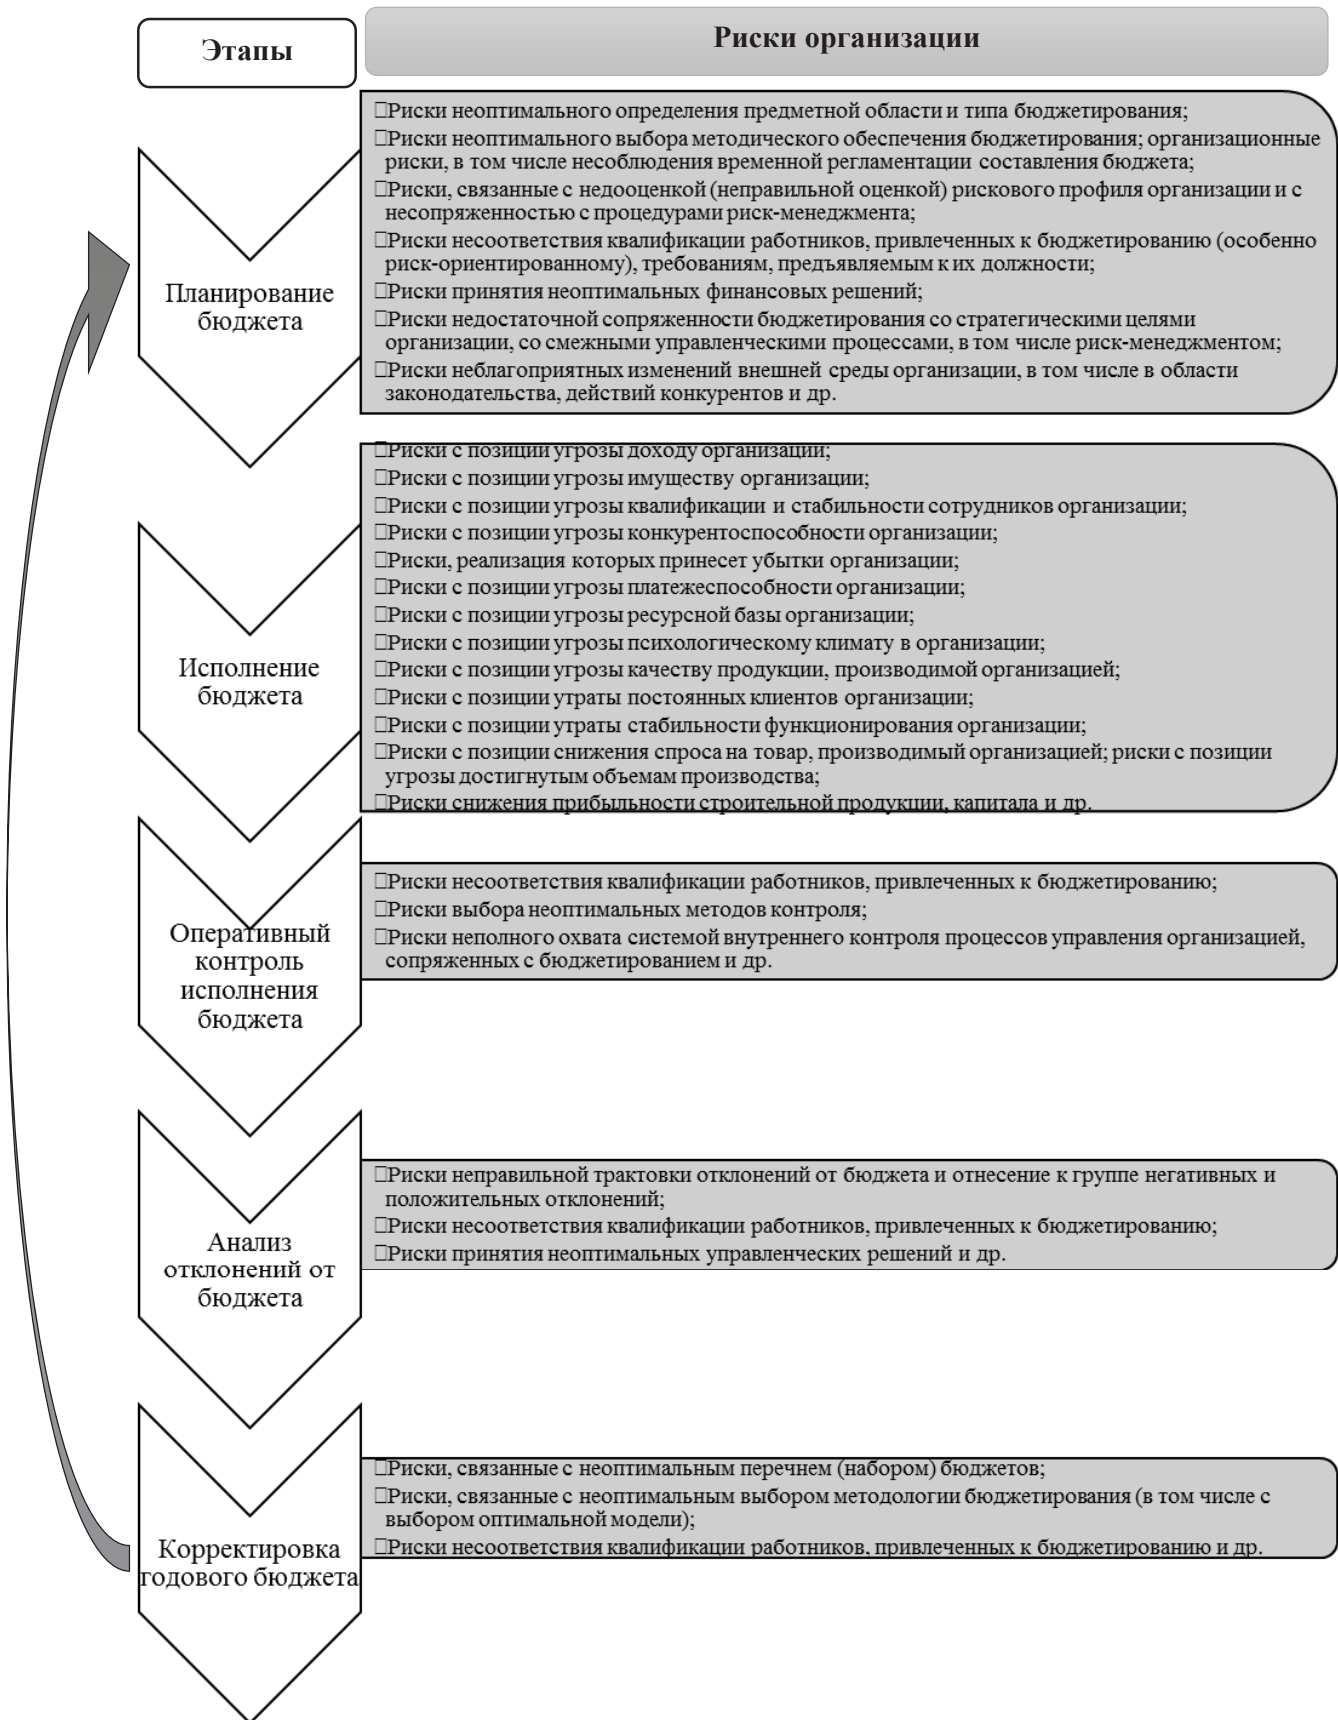 Этапы
Риски организации
Планирование
бюджета
□Риски неоптимального определения предметной области и типа бюджетирования;
□Риски неоптимального выбора методического обеспечения бюджетирования; организационные
риски, в том числе несоблюдения временной регламентации составления бюджета;
□Риски, связанные с недооценкой (неправильной оценкой) рискового профиля организации и с
несопряженностью с процедурами риск-менеджмента;
□Риски несоответствия квалификации работников, привлеченных к бюджетированию (особенно
риск-ориентированному), требованиям, предъявляемым к их должности;
□Риски принятия неоптимальных финансовых решений;
□Риски недостаточной сопряженности бюджетирования со стратегическими целями
организации, со смежными управленческими процессами, в том числе риск-менеджментом;
□Риски неблагоприятных изменений внешней среды организации, в том числе в области
законодательства, действий конкурентов и др.
Исполнение
бюджета
□Риски с позиции угрозы доходу организации;
□Риски с позиции угрозы имуществу организации;
□Риски с позиции угрозы квалификации и стабильности сотрудников организации;
□Риски с позиции угрозы конкурентоспособности организации;
□Риски, реализация которых принесет убытки организации;
□Риски с позиции угрозы платежеспособности организации;
□Риски с позиции угрозы ресурсной базы организации;
□Риски с позиции угрозы психологическому климату в организации;
□Риски с позиции угрозы качеству продукции, производимой организацией;
□Риски с позиции утраты постоянных клиентов организации;
□Риски с позиции утраты стабильности функционирования организации;
□Риски с позиции снижения спроса на товар, производимый организацией; риски с позиции
угрозы достигнутым объемам производства;
□Риски снижения прибыльности строительной продукции, капитала и др.
Оперативный
контроль
исполнения
бюджета
□Риски несоответствия квалификации работников, привлеченных к бюджетированию;
□Риски выбора неоптимальных методов контроля;
□Риски неполного охвата системой внутреннего контроля процессов управления организацией,
сопряженных с бюджетированием и др.
Анализ
отклонений от
бюджета
□Риски неправильной трактовки отклонений от бюджета и отнесение к группе негативных и
положительных отклонений;
□Риски несоответствия квалификации работников, привлеченных к бюджетированию;
□Риски принятия неоптимальных управленческих решений и др.
Корректировка
годового бюджета
□Риски, связанные с неоптимальным перечнем (набором) бюджетов;
□Риски, связанные с неоптимальным выбором методологии бюджетирования (в том числе с
выбором оптимальной модели);
□Риски несоответствия квалификации работников, привлеченных к бюджетированию и др.